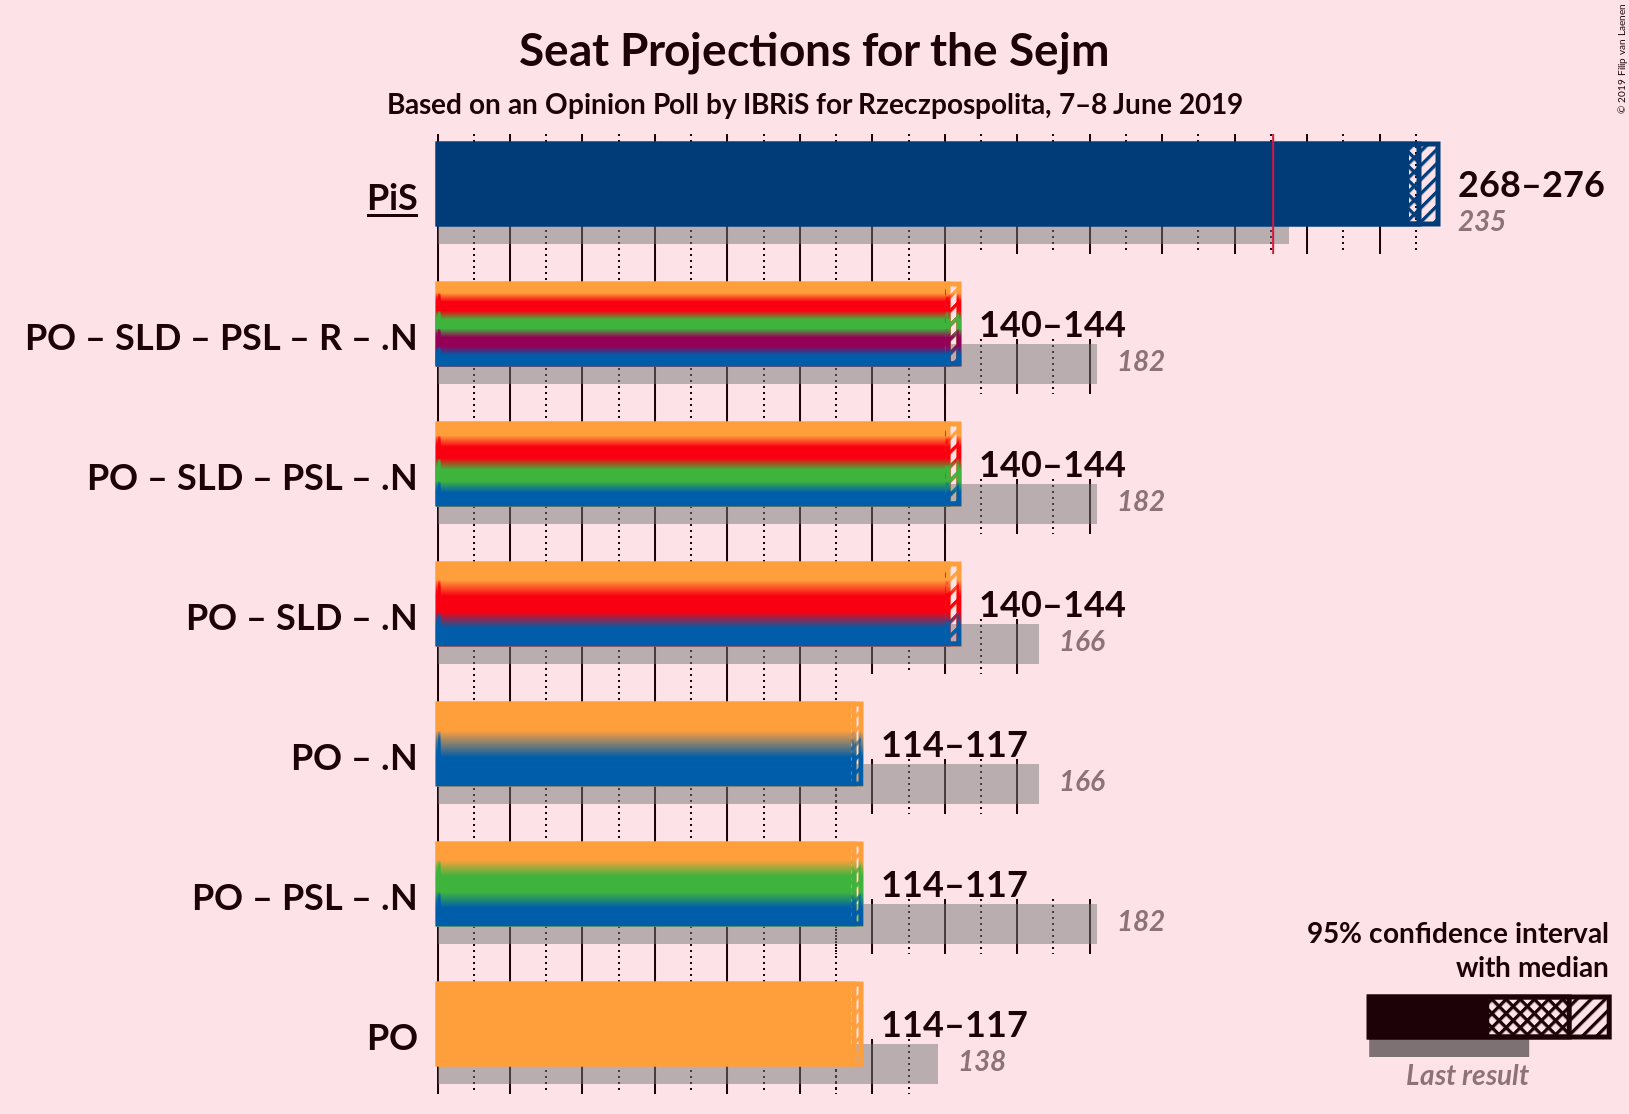 Seat Projections for the Sejm
Based on an Opinion Poll by IBRiS for Rzeczpospolita, 7–8 June 2019
© 2019 Filip van Laenen
PiS
268–276
235
PO – SLD – PSL – R – .N
140–144
182
PO – SLD – PSL – .N
140–144
182
PO – SLD – .N
140–144
166
PO – .N
114–117
166
PO – PSL – .N
114–117
182
PO
114–117
138
95% confidence interval
with median
Last result